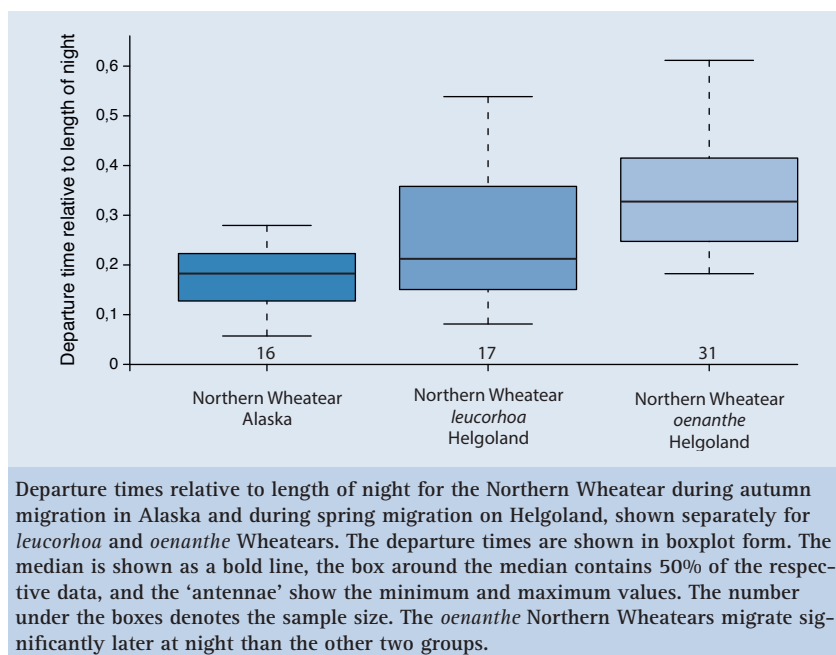 Departure time relative to length of night
0,6
0,5
0,4
0,3
0,2
0,1
0
16
17
31
Northern Wheatear
Alaska
Northern Wheatear
leucorhoa
Helgoland
Northern Wheatear
oenanthe
Helgoland
Departure times relative to length of night for the Northern Wheatear during autumn
migration in Alaska and during spring migration on Helgoland, shown separately for
leucorhoa and oenanthe Wheatears. The departure times are shown in boxplot form. The
median is shown as a bold line, the box around the median contains 50% of the respec-
tive data, and the ‘antennae’ show the minimum and maximum values. The number
under the boxes denotes the sample size. The oenanthe Northern Wheatears migrate sig-
nificantly later at night than the other two groups.